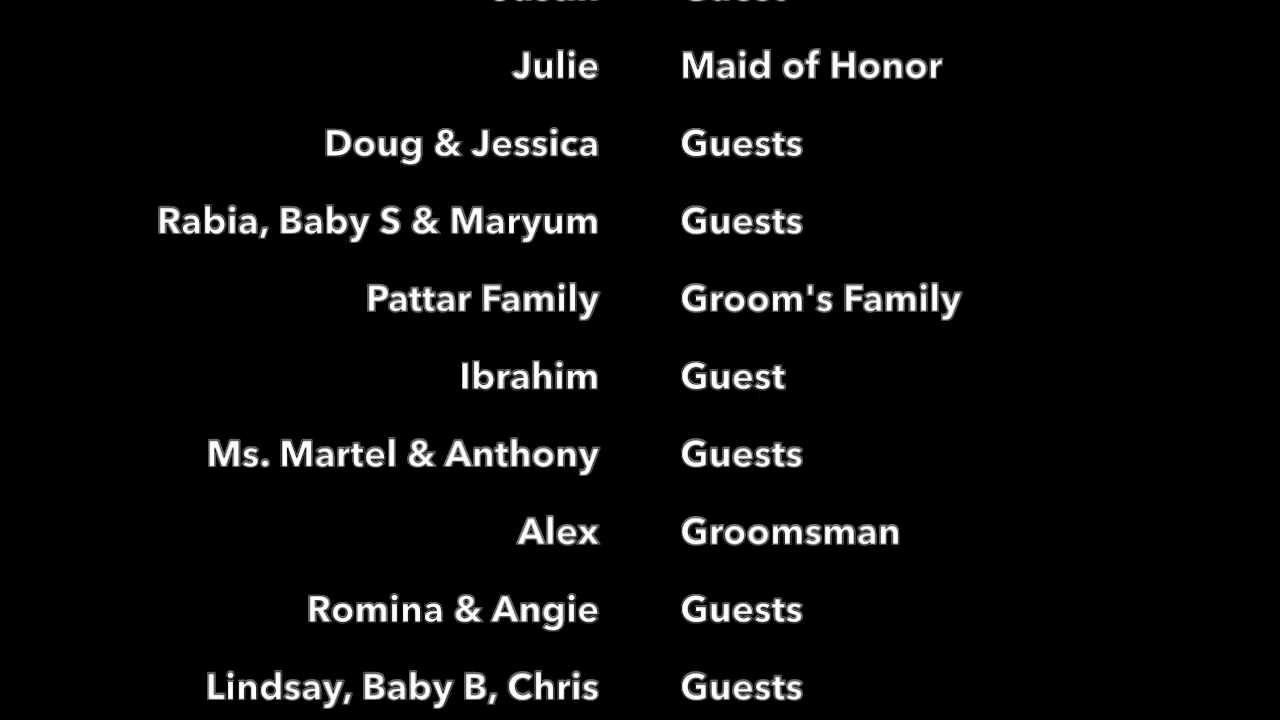 Julie Maid of Honor
Doug & Jessica Guests
Rabia, Baby S & Maryum Guests
Pattar Family Groom's Family
Ibrahim Guest
Ms. Martel & Anthony Guests
Alex Groomsman
Romina & Angie Guests
Lindsay, Baby B, Chris Guests